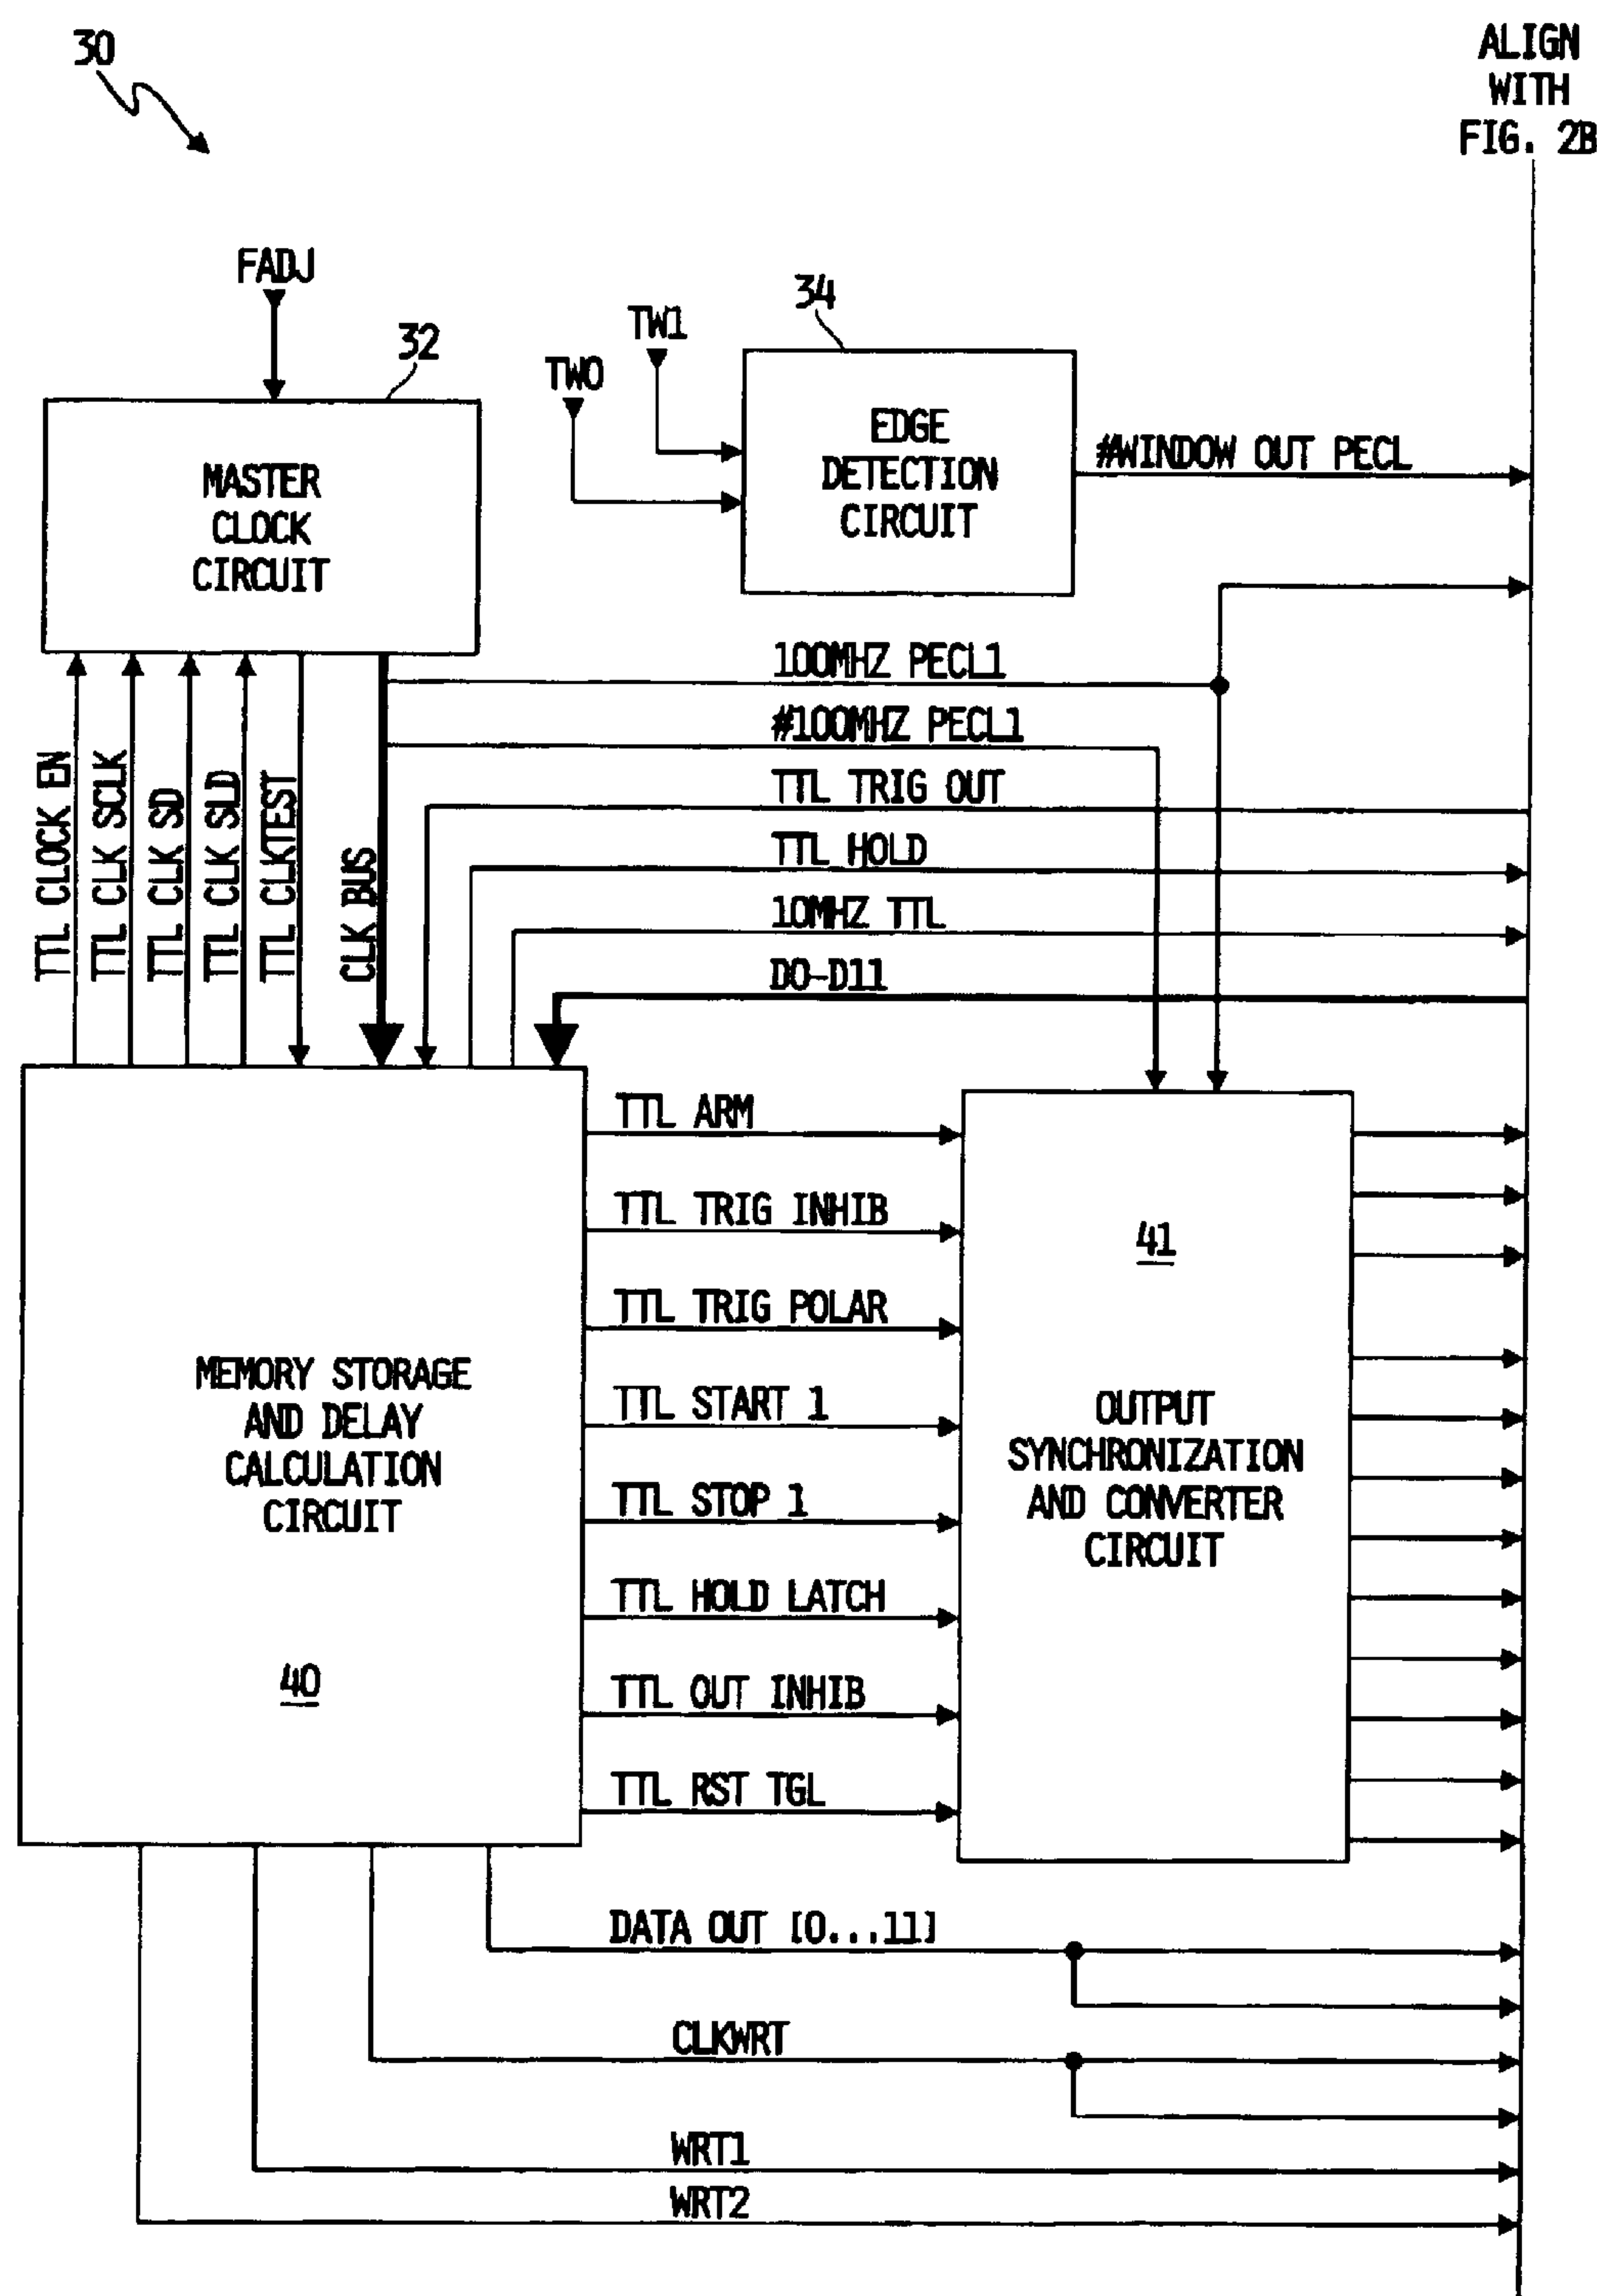 30
ALIGN
WITH
FIG. 2B
FADJ
32
TW1
TW0
34
MASTER
CLOCK
CIRCUIT
EDGE
DETECTION
CIRCUIT
#WINDOW OUT PECL
100MHZ PECL1
#100MHZ PECL1
TTL TRIG OUT
TTL HOLD
10MHZ TTL
D0-D11
TTL CLOCK EN
TTL CLK SCLK
TTL CLK SD
TTL CLK SLD
TTL CLKTEST
CLK BUS
TTL ARM
TTL TRIG INHIB
TTL TRIG POLAR
TTL START 1
TTL STOP 1
TTL HOLD LATCH
TTL OUT INHIB
TTL RST TGL
MEMORY STORAGE
AND DELAY
CALCULATION
CIRCUIT
40
41
OUTPUT
SYNCHRONIZATION
AND CONVERTER
CIRCUIT
DATA OUT [0...11]
CLKWRT
WRT1
WRT2